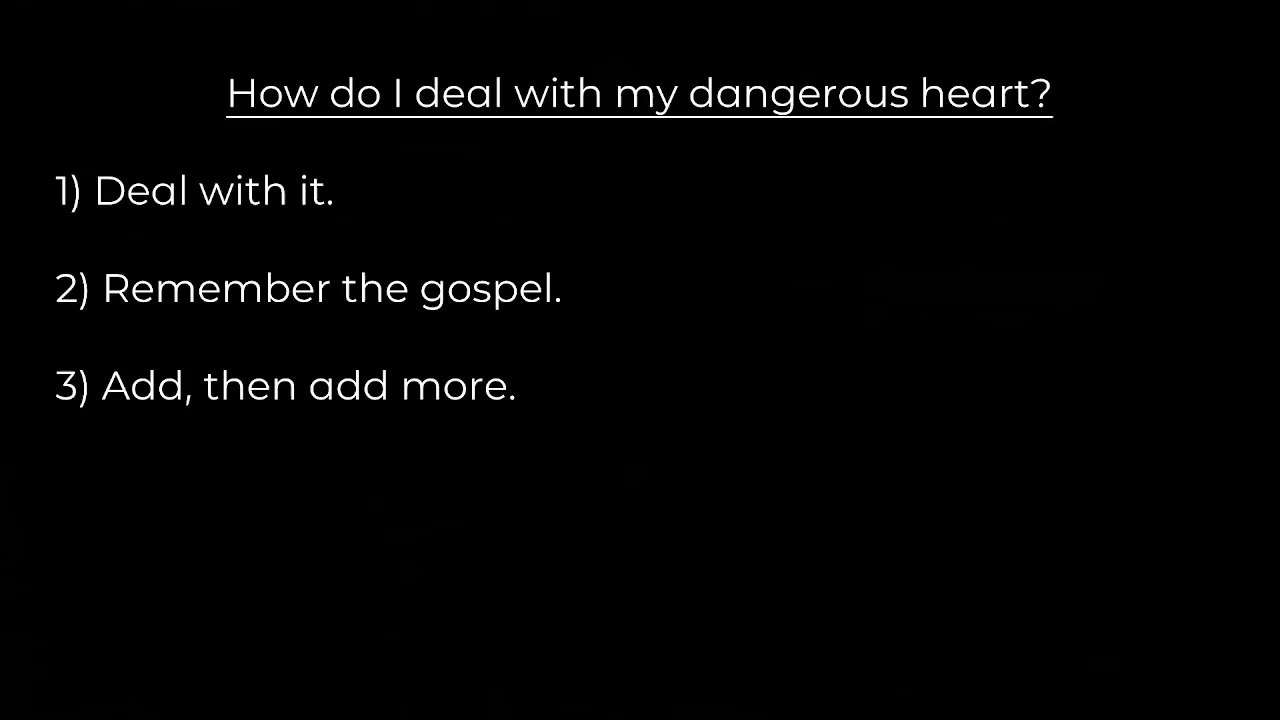 How do I deal with my dangerous heart?
1) Deal with it.
2) Remember the gospel.
3) Add, then add more.